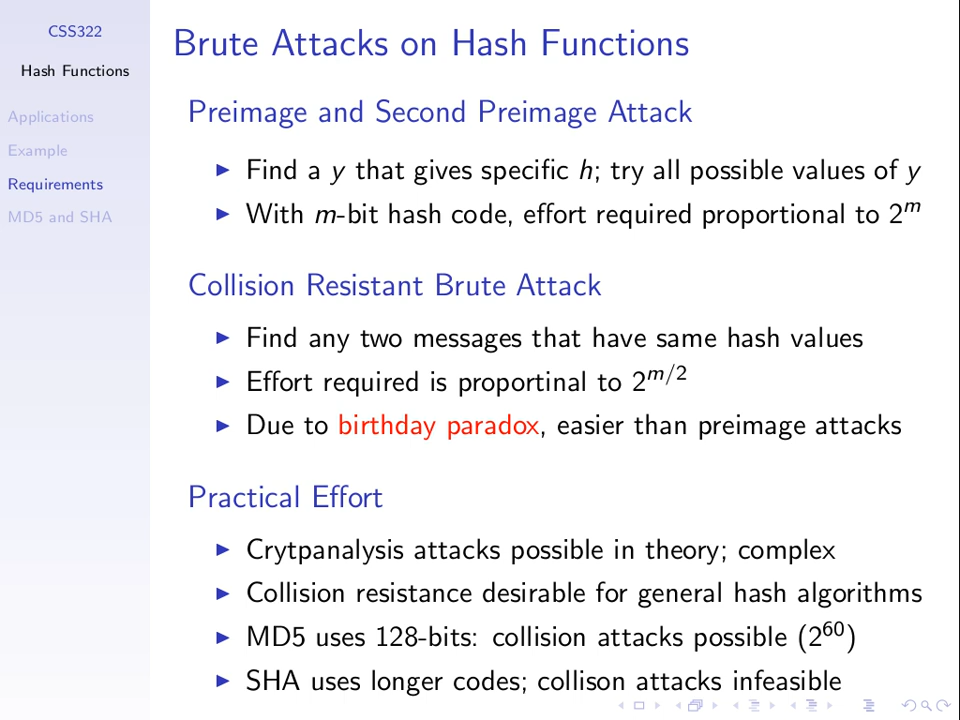 CSS322
Hash Functions
Applications
Example
Requirements
MD5 and SHA
Brute Attacks on Hash Functions
Preimage and Second Preimage Attack
Find a y that gives specific h; try all possible values of y
With m-bit hash code, effort required proportional to 2^m
Collision Resistant Brute Attack
Find any two messages that have same hash values
Effort required is proportinal to 2^m/2
Due to birthday paradox, easier than preimage attacks
Practical Effort
Crytpanalysis attacks possible in theory; complex
Collision resistance desirable for general hash algorithms
MD5 uses 128-bits: collision attacks possible (2^60)
SHA uses longer codes; collison attacks infeasible